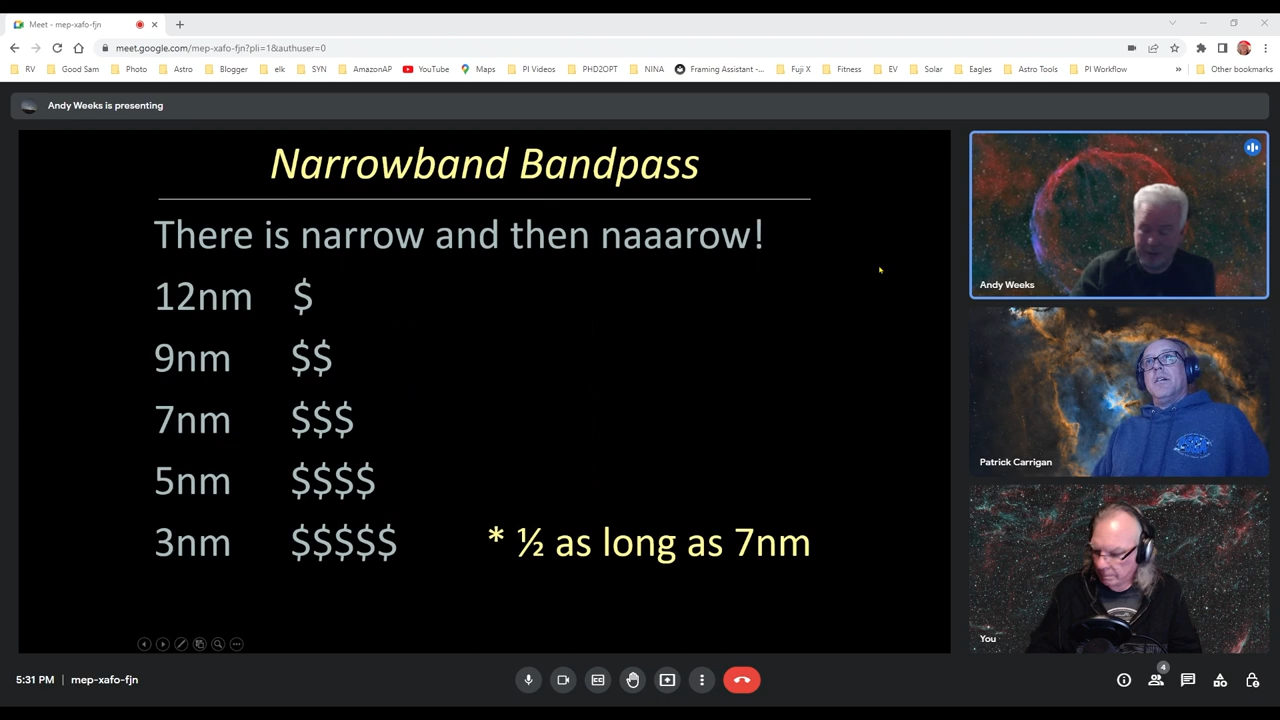 Meet - mep-xafo-fjn
meet.google.com/mep-xafo-fjn?pli=1&authuser=0
RV Good Sam Photo Astro Blogger elk SYN AmazonAP YouTube Maps PI Videos PHD2OPT NINA Framing Assistant -... Fuji X Fitness EV Solar Eagles Astro Tools PI Workflow » Other bookmarks
Andy Weeks is presenting
Narrowband Bandpass
There is narrow and then naaarow!
12nm $
9nm $$
7nm $$$
5nm $$$$
3nm $$$$$ * ½ as long as 7nm
Andy Weeks
Patrick Carrigan
You
5:31 PM | mep-xafo-fjn
4